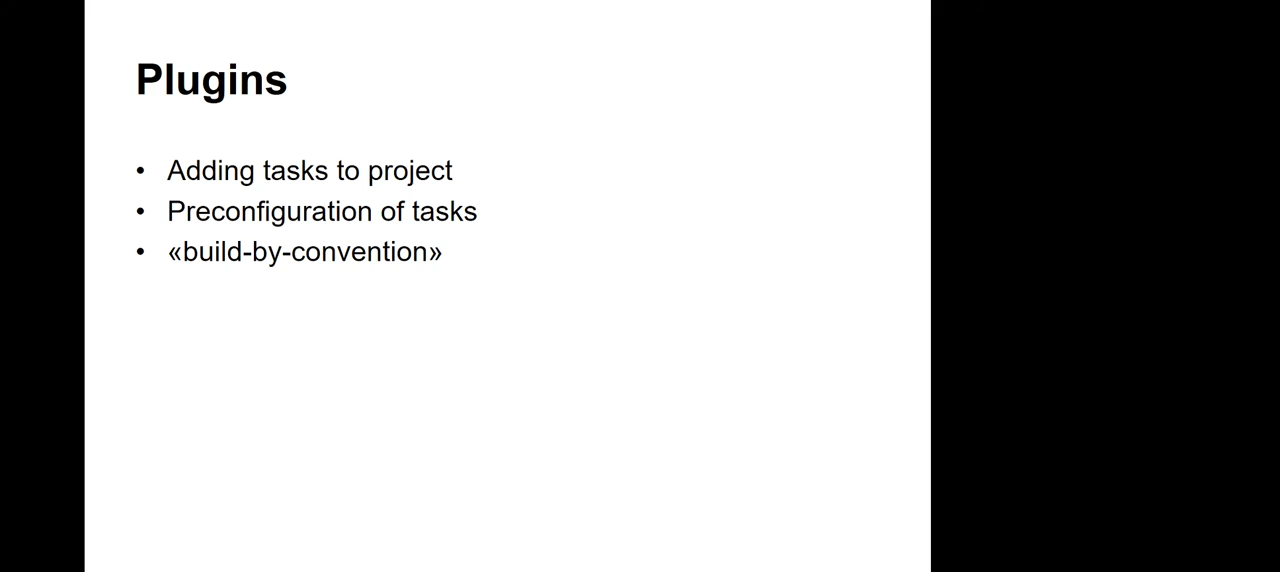 Plugins
• Adding tasks to project
• Preconfiguration of tasks
• «build-by-convention»